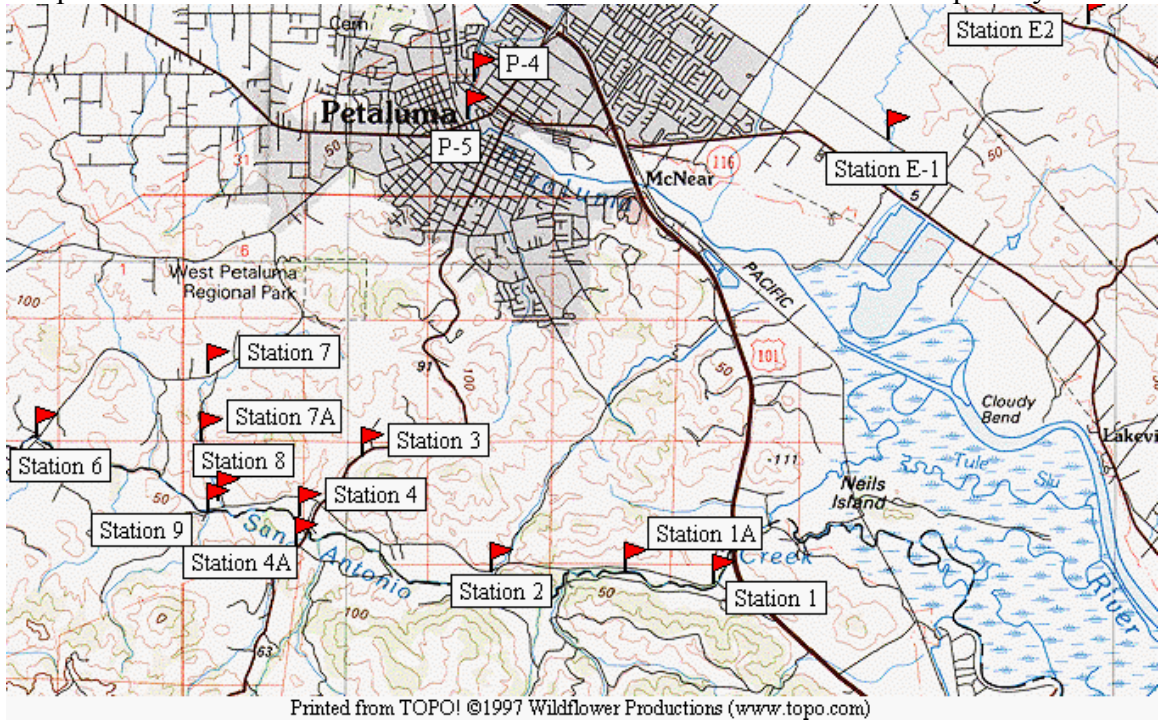 Station E2
Cem
P-4
Petaluma
P-5
50
31
116
50
Station E-1
McNear
Petaluma
5
6
1
West Petaluma
Regional Park
PACIFIC
100
Station 7
91
100
101
50
Cloudy
Bend
Station 7A
Station 3
Lakevi
Station 6
Station 8
111
Tule
Slu
50
Station 4
Neils
Island
Station 9
San Antonio
Station 1A
Creek
Station 4A
Station 2
50
Station 1
River
100
63
Printed from TOPO! ©1997 Wildflower Productions (www.topo.com)